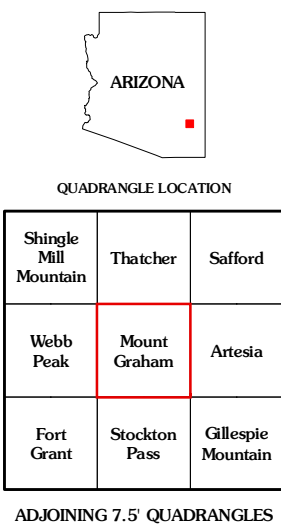 ARIZONA
QUADRANGLE LOCATION
Shingle
Mill
Mountain
Thatcher
Safford
Webb
Peak
Mount
Graham
Artesia
Fort
Grant
Stockton
Pass
Gillespie
Mountain
ADJOINING 7.5' QUADRANGLES